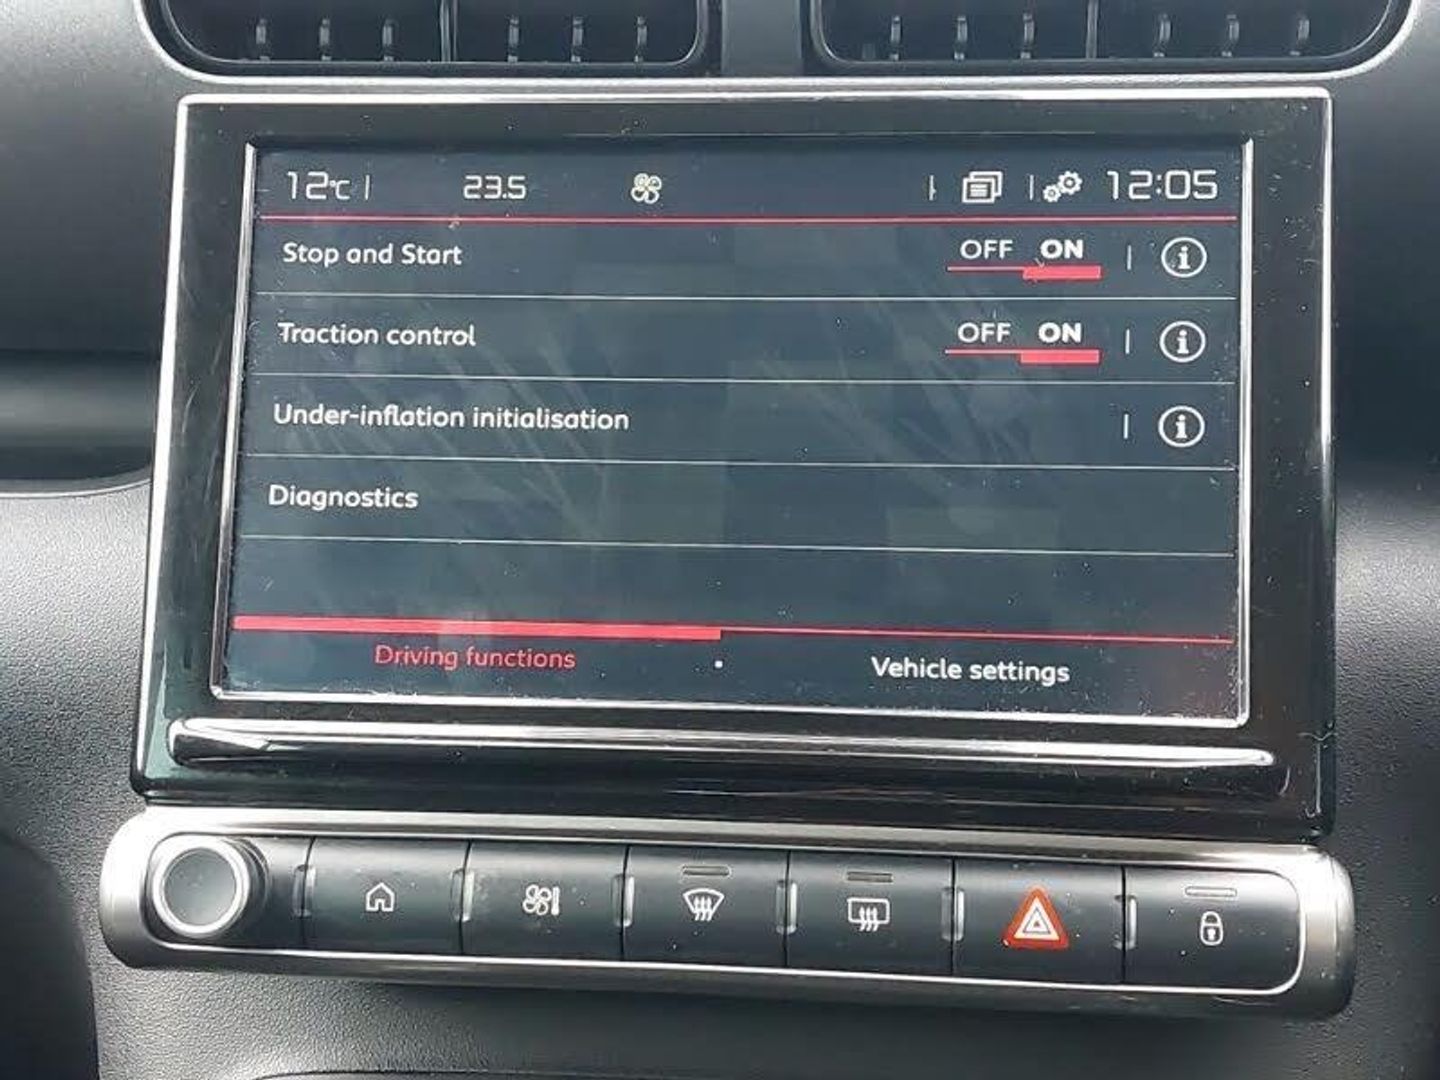 12°C 23.5 12:05
Stop and Start OFF ON
Traction control OFF ON
Under-inflation initialisation
Diagnostics
Driving functions Vehicle settings